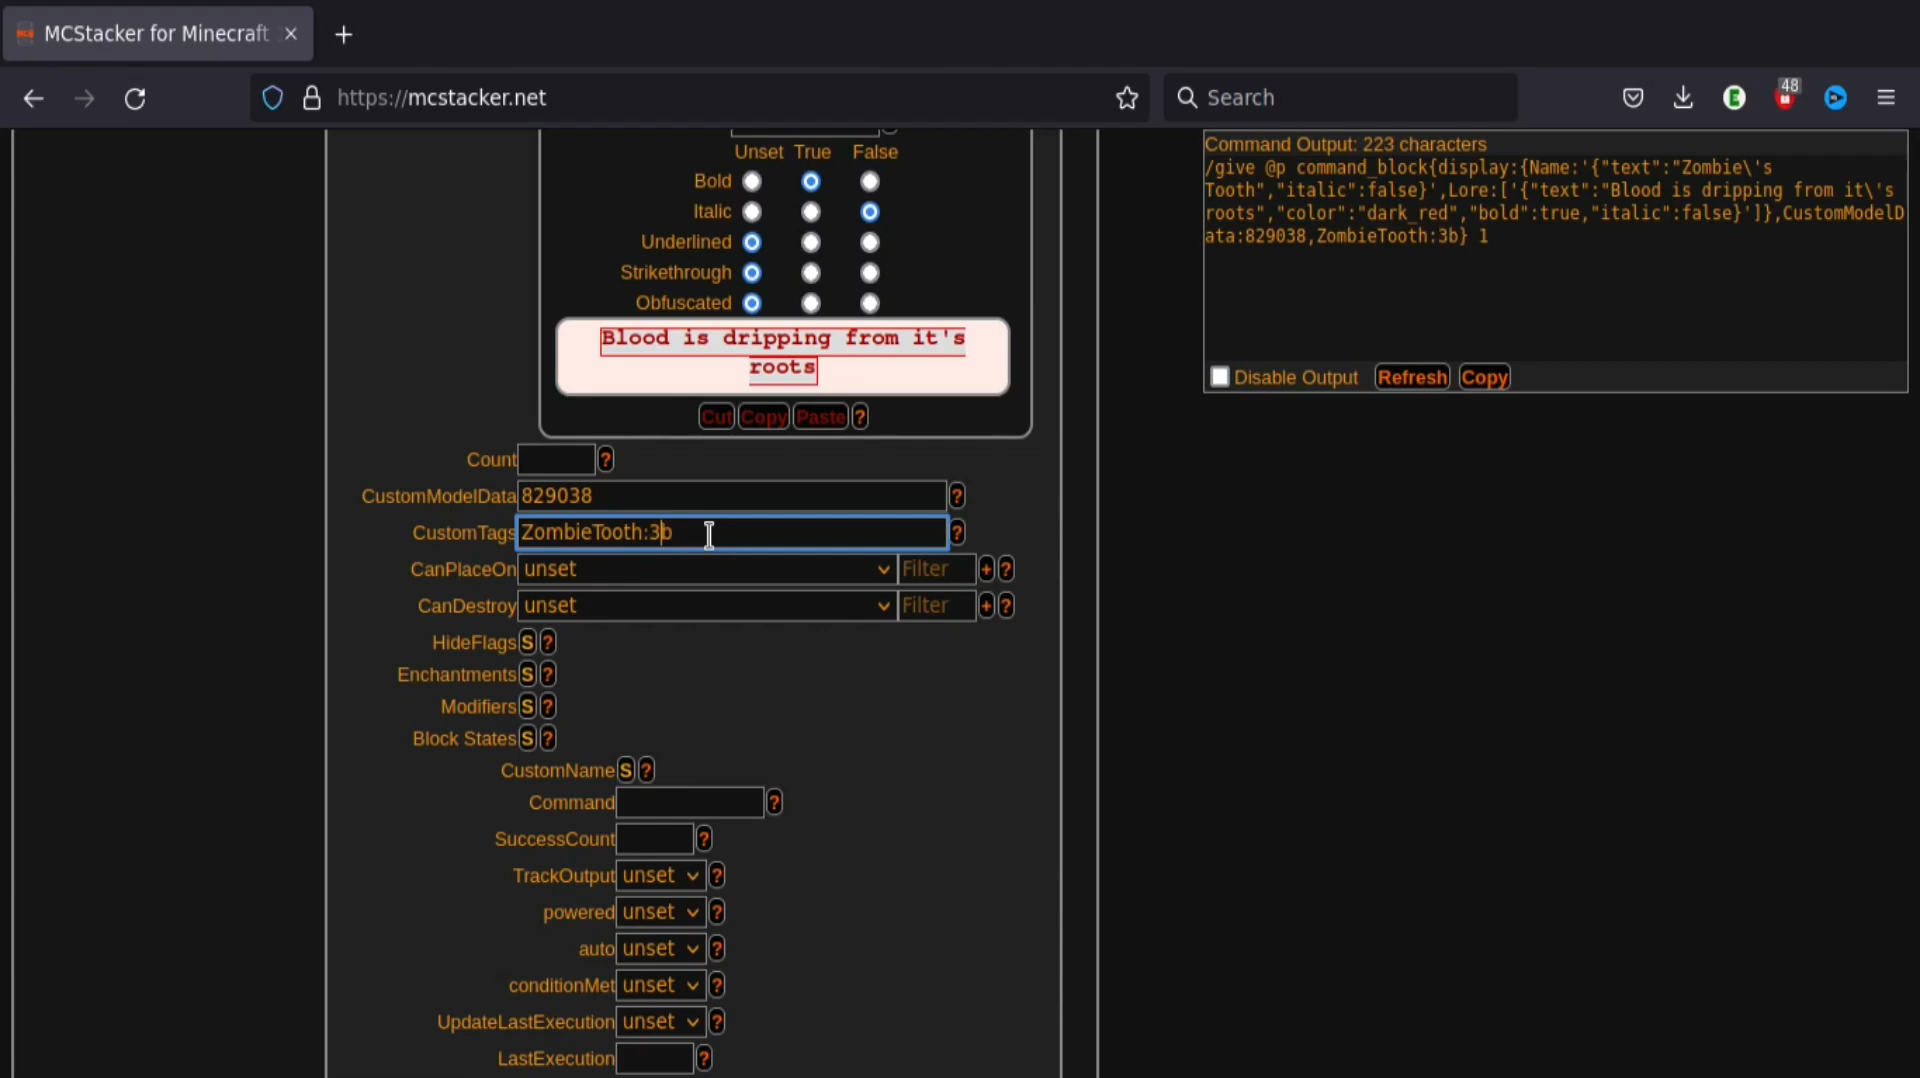 MCStacker for Minecraft
https://mcstacker.net
Search
48
Unset True False
Bold
Italic
Underlined
Strikethrough
Obfuscated
Blood is dripping from it's
roots
Cut Copy Paste ?
Count ?
CustomModelData 829038 ?
CustomTags ZombieTooth:3b ?
CanPlaceOn unset Filter + ?
CanDestroy unset Filter + ?
HideFlags S ?
Enchantments S ?
Modifiers S ?
Block States S ?
CustomName S ?
Command ?
SuccessCount ?
TrackOutput unset ?
powered unset ?
auto unset ?
conditionMet unset ?
UpdateLastExecution unset ?
LastExecution ?
Command Output: 223 characters
/give @p command_block{display:{Name:'{"text":"Zombie\'s
Tooth","italic":false}',Lore:['{"text":"Blood is dripping from it\'s
roots","color":"dark_red","bold":true,"italic":false}']},CustomModelD
ata:829038,ZombieTooth:3b} 1
Disable Output Refresh Copy